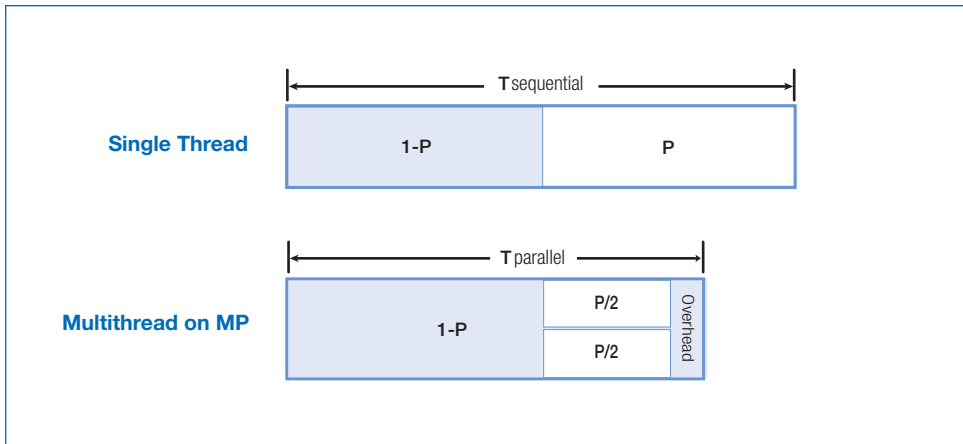 T sequential
Single Thread
1-P
P
T parallel
Multithread on MP
1-P
P/2
P/2
Overhead